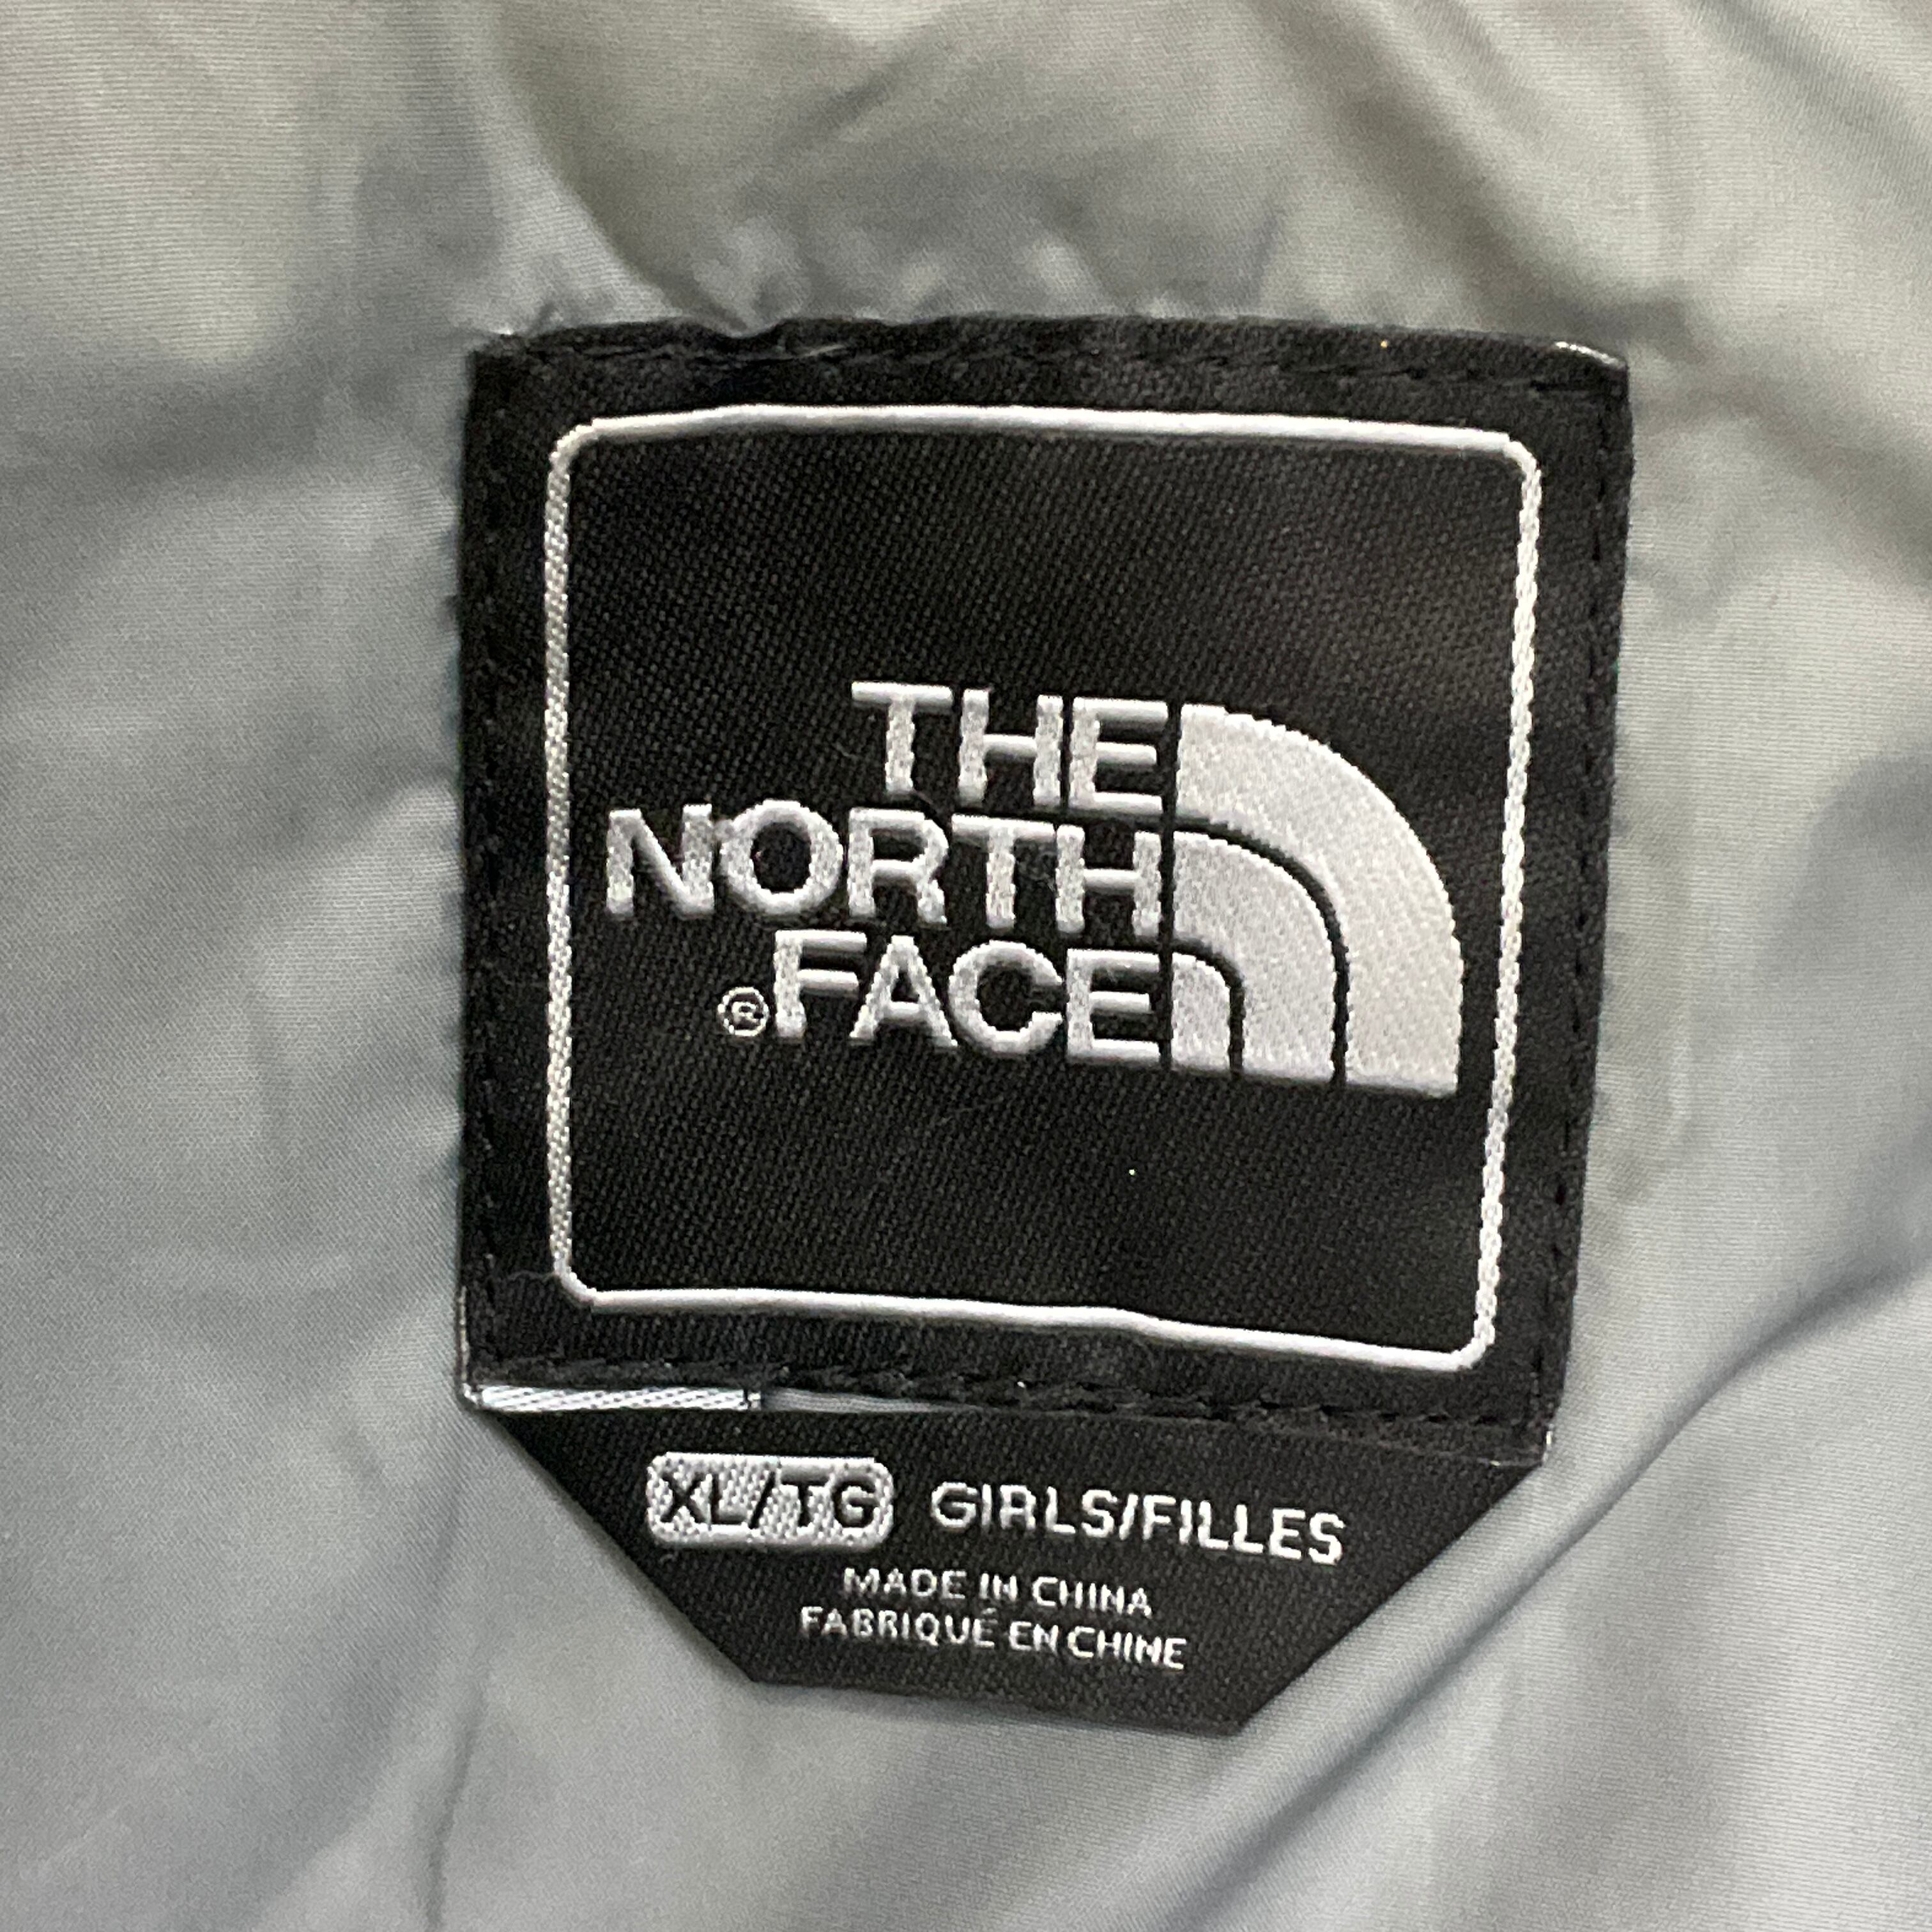 THE
NORTH
®FACE
XL/TG GIRLS/FILLES
MADE IN CHINA
FABRIQUÉ EN CHINE